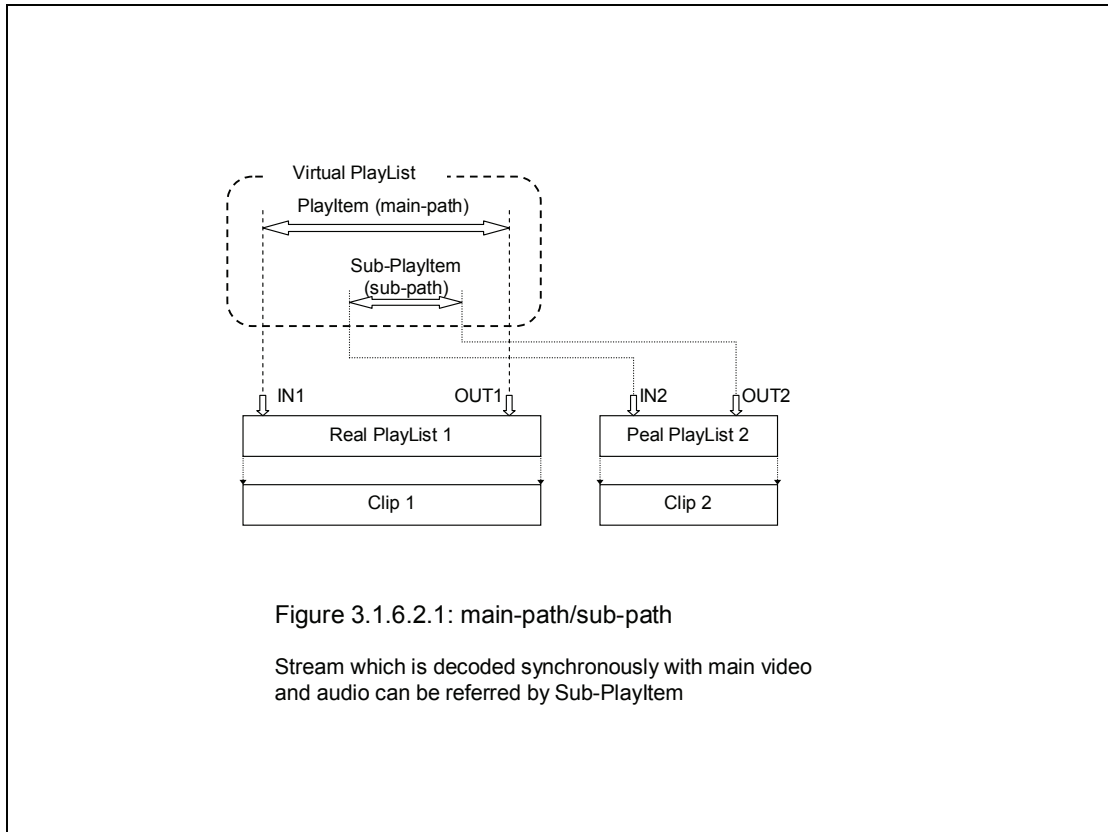 Virtual PlayList
PlayItem (main-path)
Sub-PlayItem
(sub-path)
IN1
OUT1
IN2
OUT2
Real PlayList 1
Peal PlayList 2
Clip 1
Clip 2
Figure 3.1.6.2.1: main-path/sub-path
Stream which is decoded synchronously with main video
and audio can be referred by Sub-PlayItem